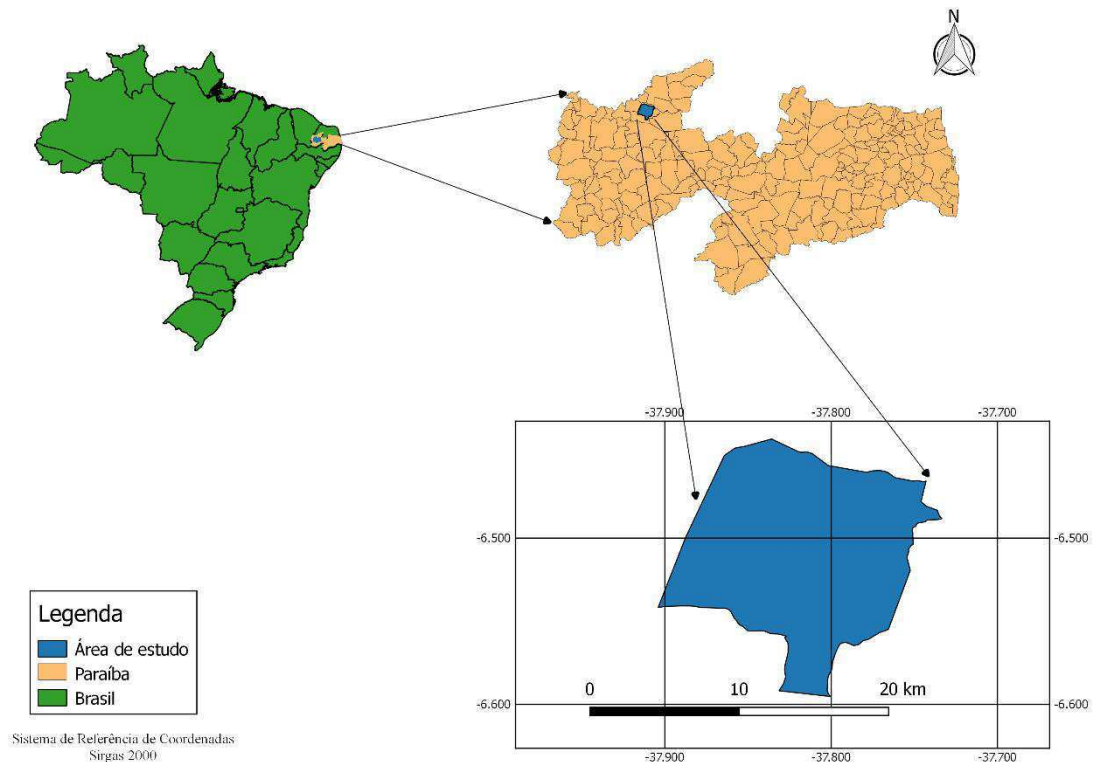 N
-37.900 -37.800 -37.700
-6.500 -6.500
Legenda
Área de estudo
Paraíba
Brasil
0 10 20 km
-6.600 -6.600
Sistema de Referência de Coordenadas
Sirgas 2000
-37.900 -37.800 -37.700